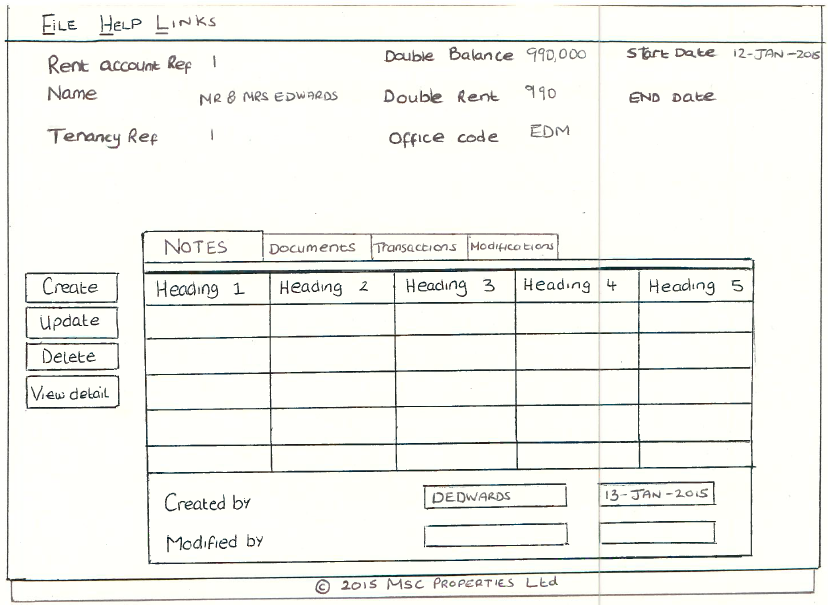 FILE HELP LINKS
Rent account Ref 1 Double Balance 990,000 Start Date 12-JAN-2015
Name MR & MRS EDWARDS Double Rent 990 END Date
Tenancy Ref 1 Office code EDM
NOTES Documents Transactions Modifications
Create
Update
Delete
View detail
Heading 1 Heading 2 Heading 3 Heading 4 Heading 5
Created by DEDWARDS 13-JAN-2015
Modified by
© 2015 MSC PROPERTIES Ltd